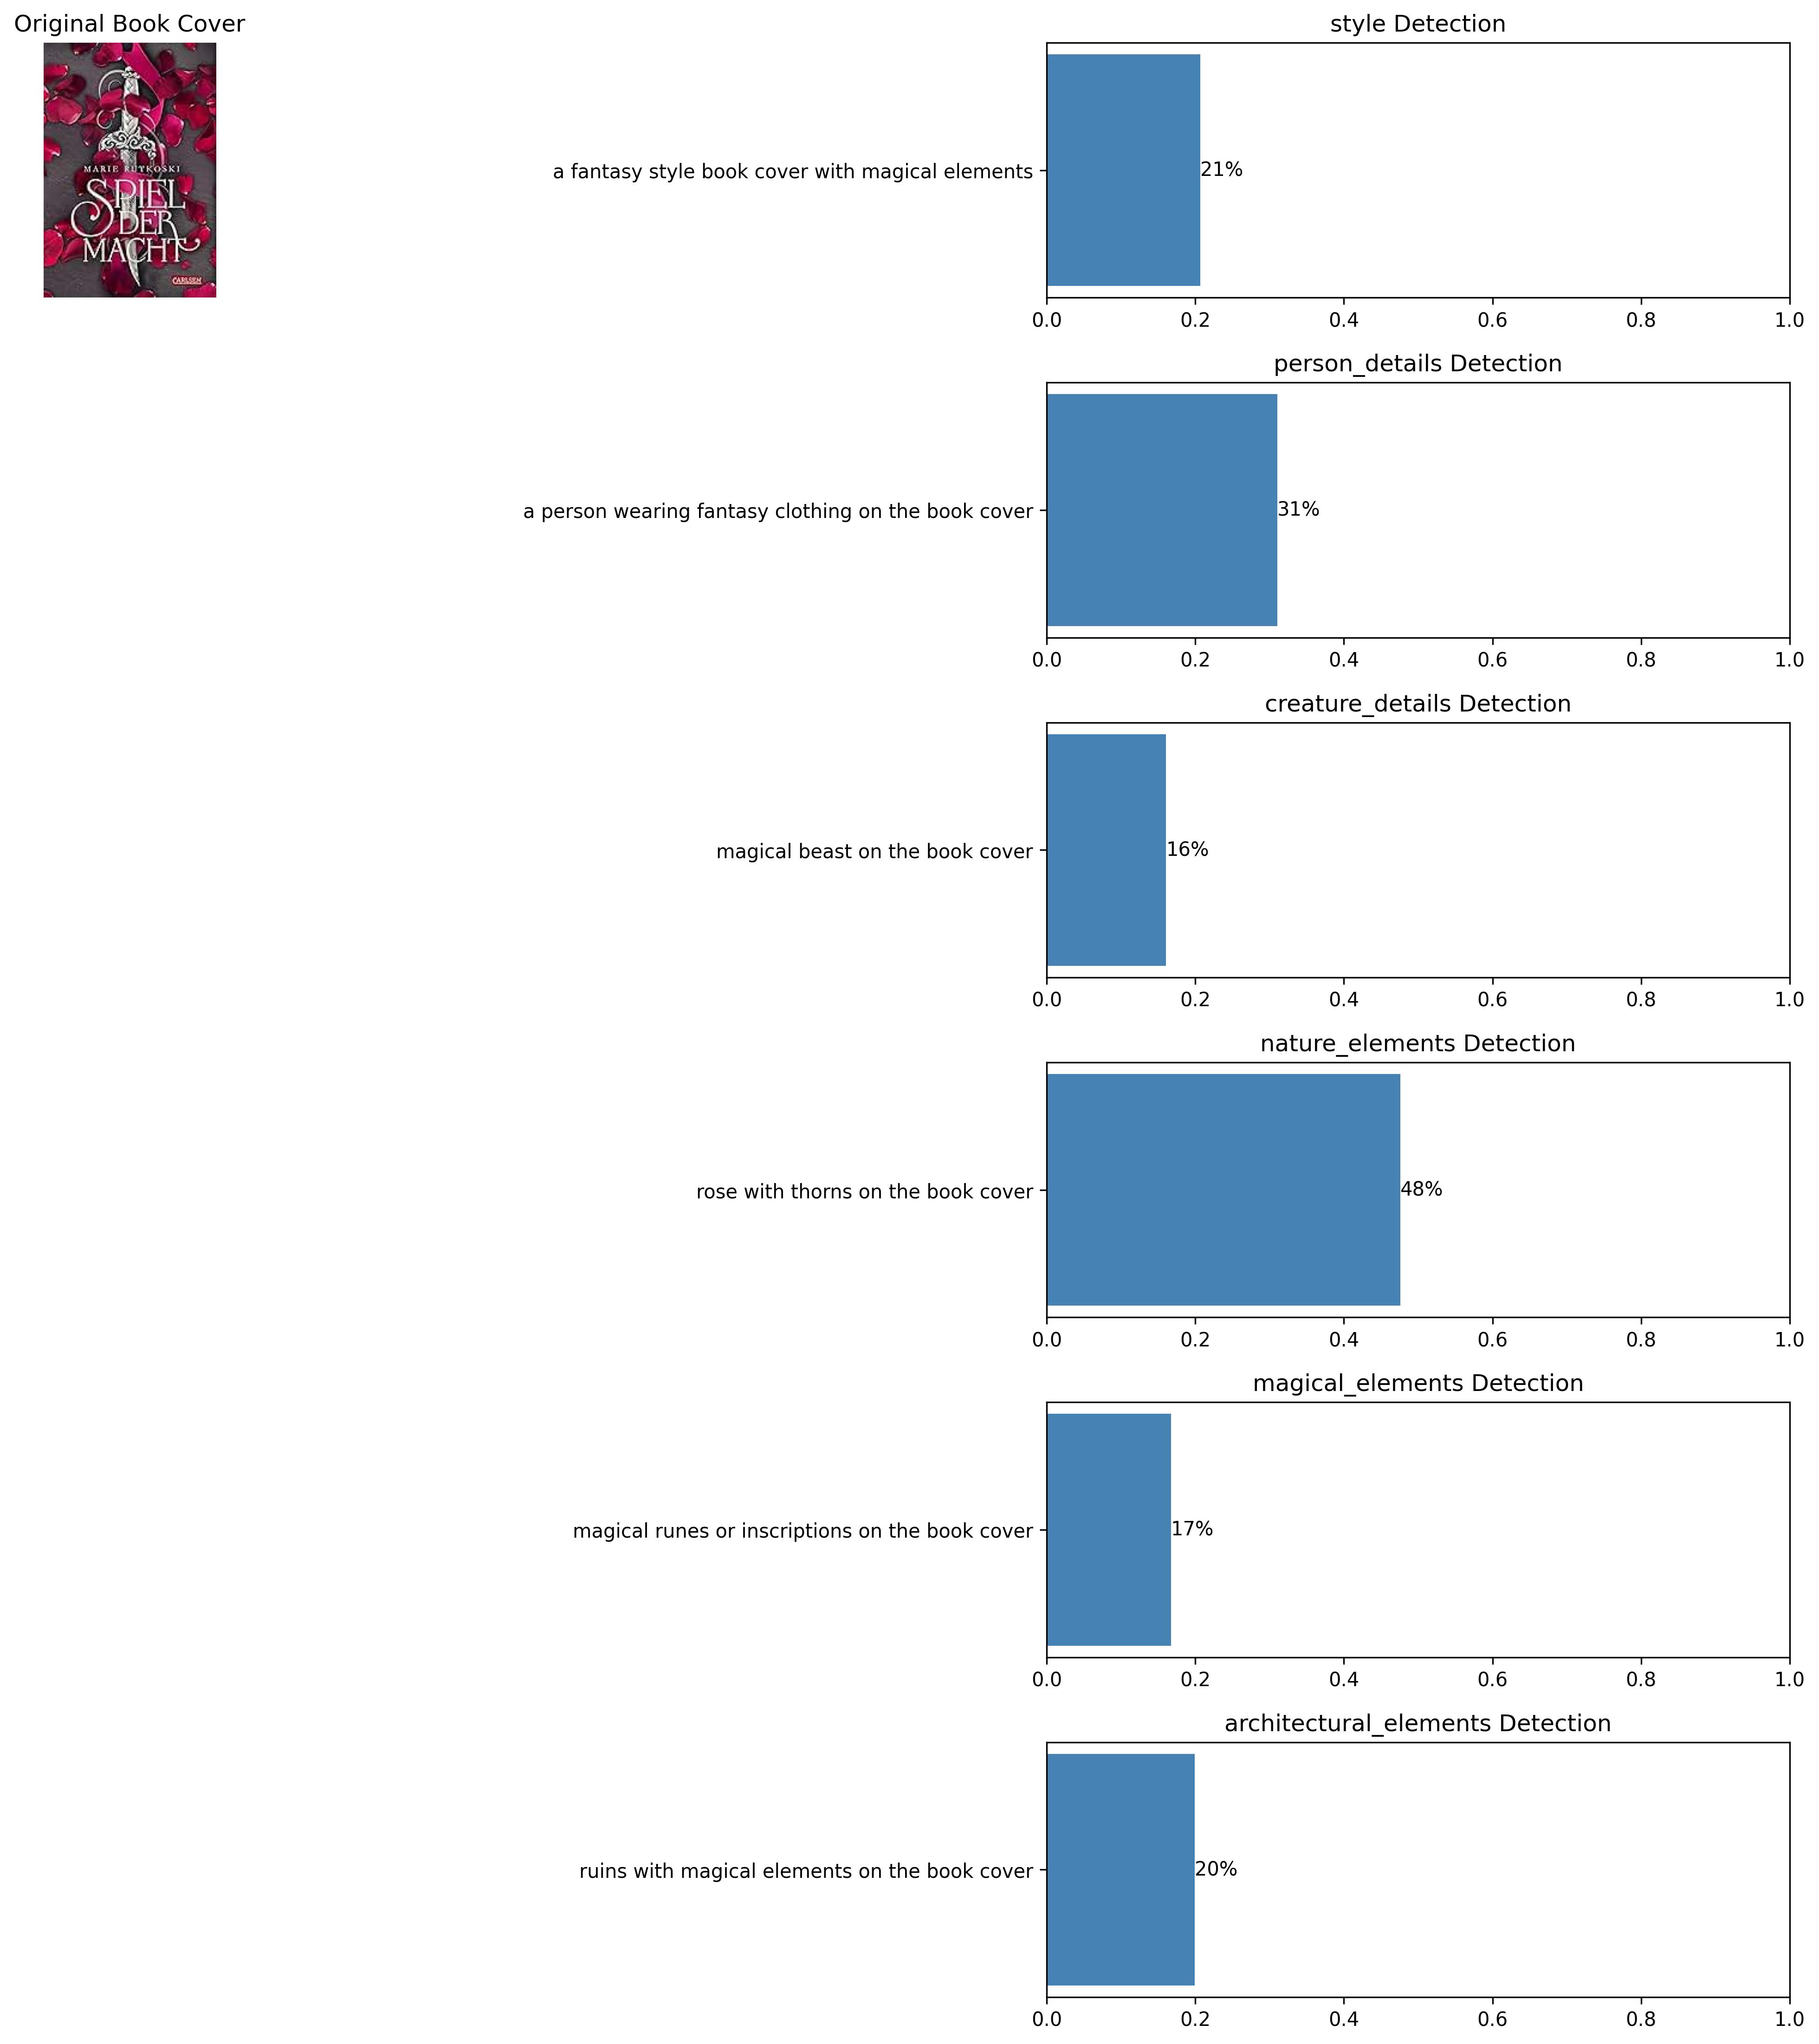 Original Book Cover
MARIE RUTKOSKI
SPIEL
DER
MACHT
CARLSEN
style Detection
a fantasy style book cover with magical elements
21%
0.0 0.2 0.4 0.6 0.8 1.0
person_details Detection
a person wearing fantasy clothing on the book cover
31%
0.0 0.2 0.4 0.6 0.8 1.0
creature_details Detection
magical beast on the book cover
16%
0.0 0.2 0.4 0.6 0.8 1.0
nature_elements Detection
rose with thorns on the book cover
48%
0.0 0.2 0.4 0.6 0.8 1.0
magical_elements Detection
magical runes or inscriptions on the book cover
17%
0.0 0.2 0.4 0.6 0.8 1.0
architectural_elements Detection
ruins with magical elements on the book cover
20%
0.0 0.2 0.4 0.6 0.8 1.0